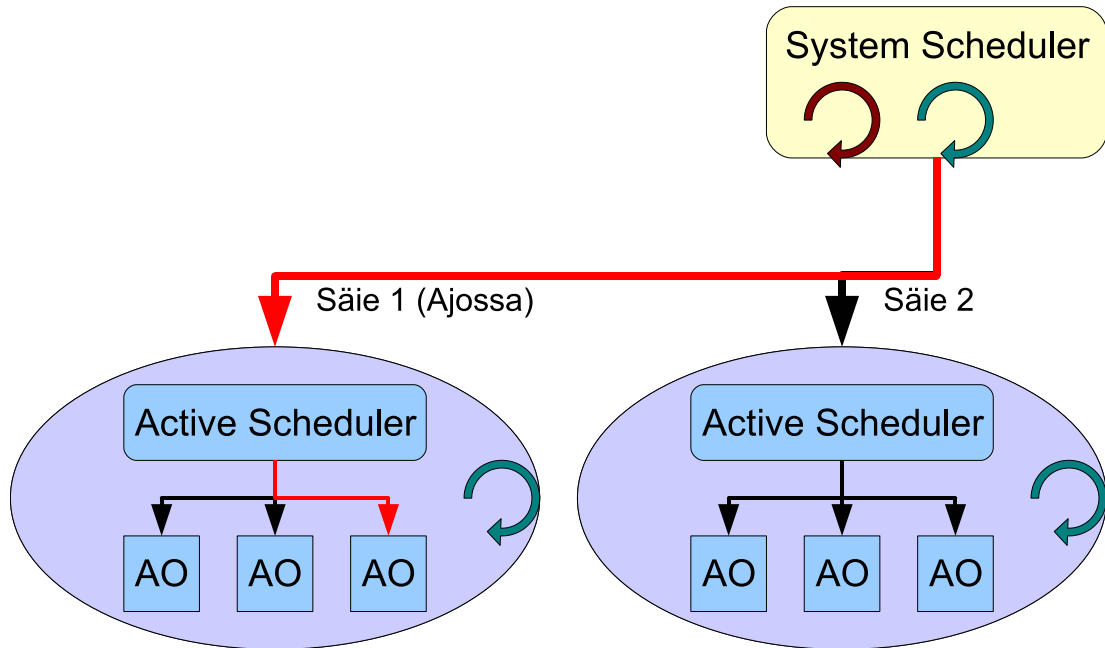 System Scheduler
Säie 1 (Ajossa)
Säie 2
Active Scheduler
Active Scheduler
AO
AO
AO
AO
AO
AO